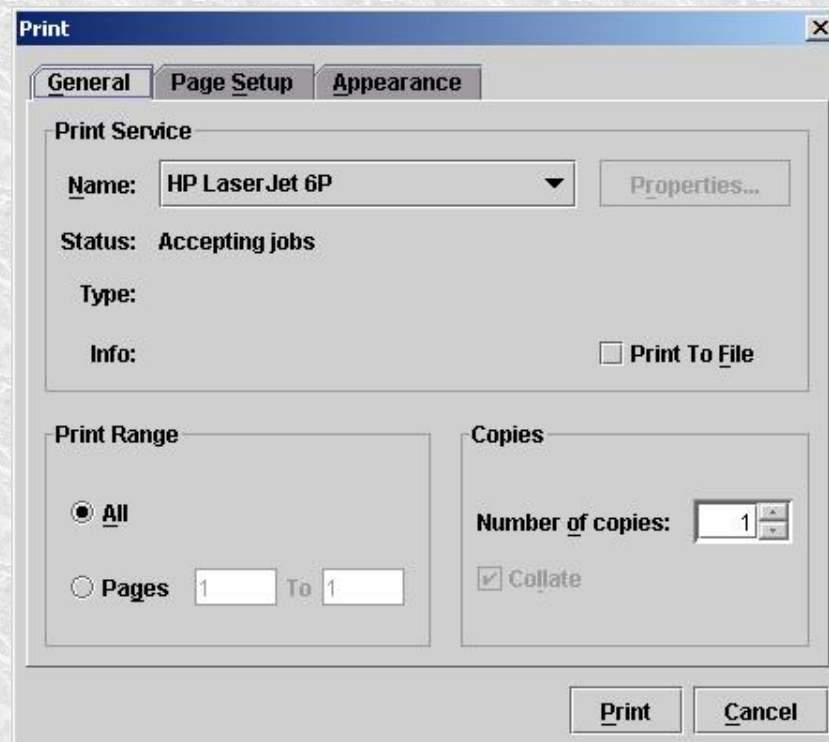 Print
General Page Setup Appearance
Print Service
Name: HP LaserJet 6P Properties...
Status: Accepting jobs
Type:
Info: Print To File
Print Range
All
Pages 1 To 1
Copies
Number of copies: 1
Collate
Print Cancel